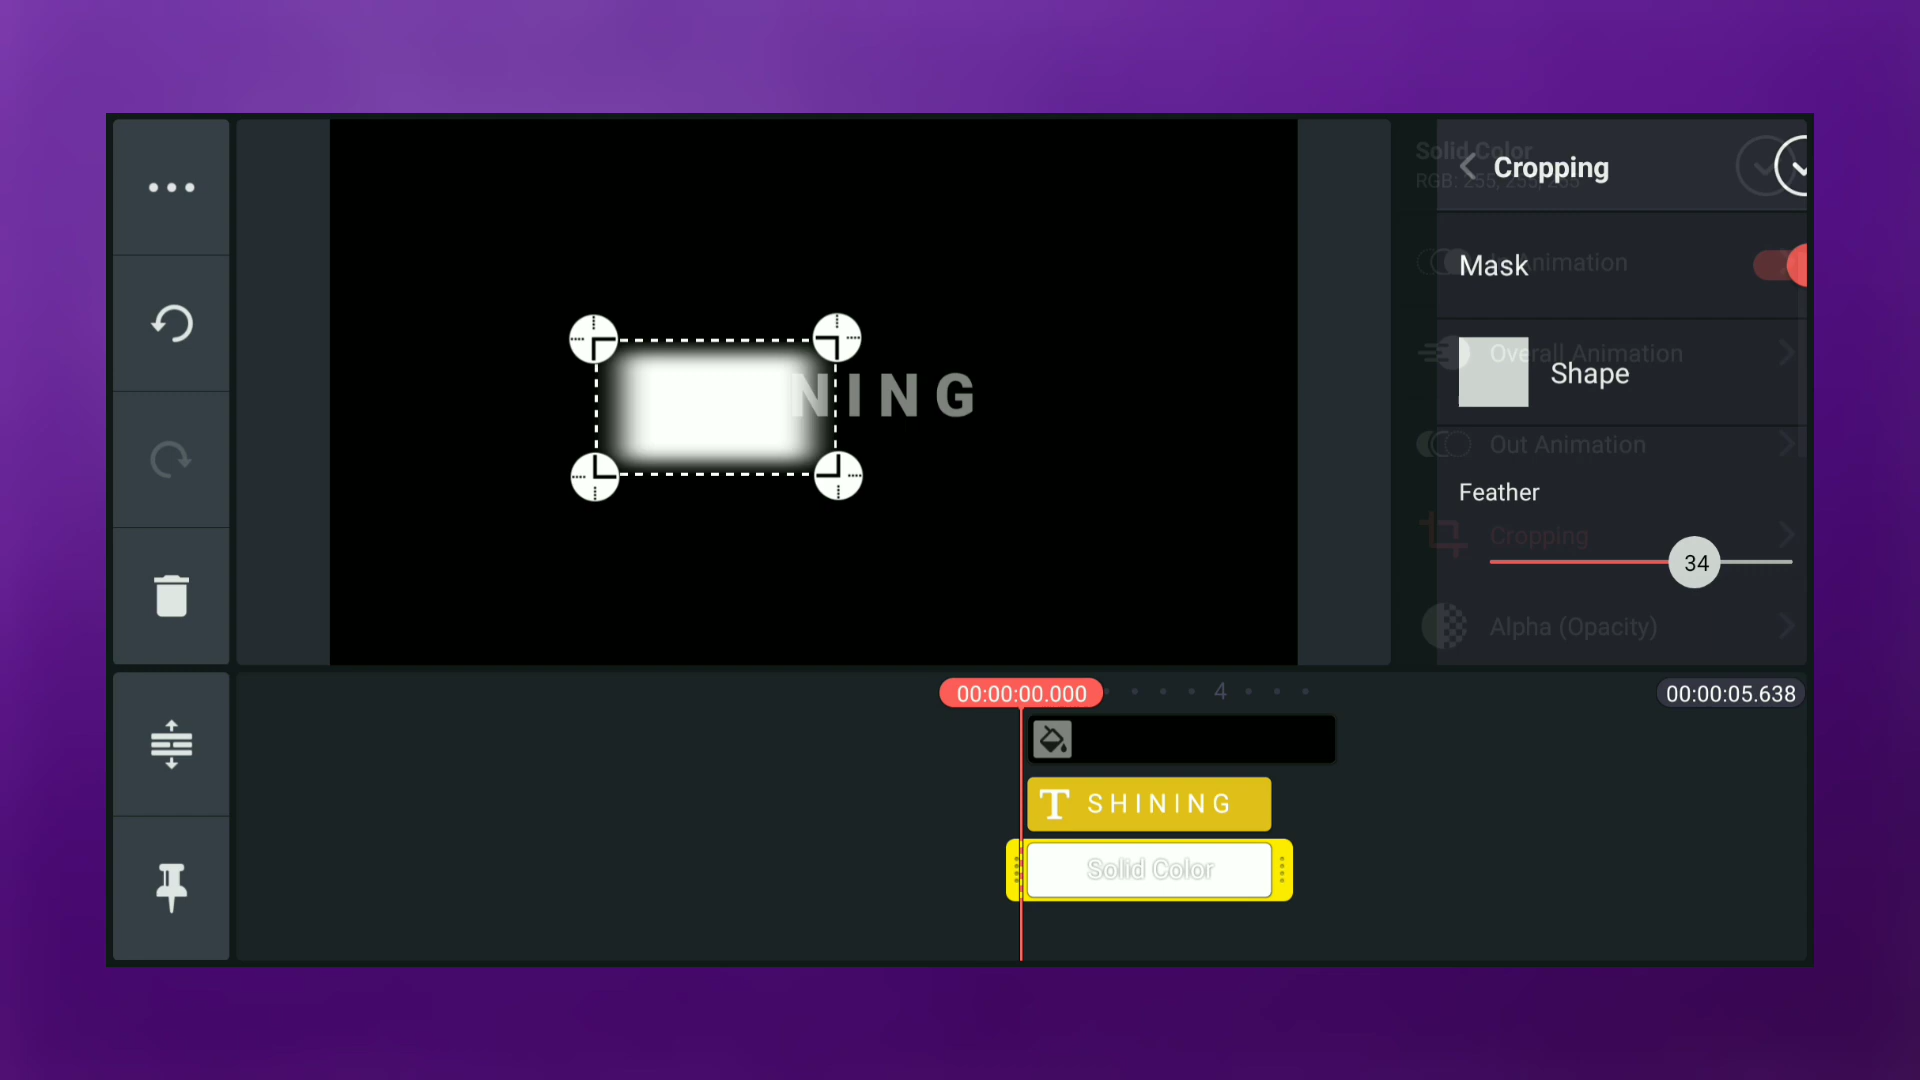 Solid Color
RGB: 255, 255, 255
Cropping
In Animation
Mask
Overall Animation
Shape
NING
Out Animation
Feather
Cropping
34
Alpha (Opacity)
00:00:00.000
4
00:00:05.638
T SHINING
Solid Color